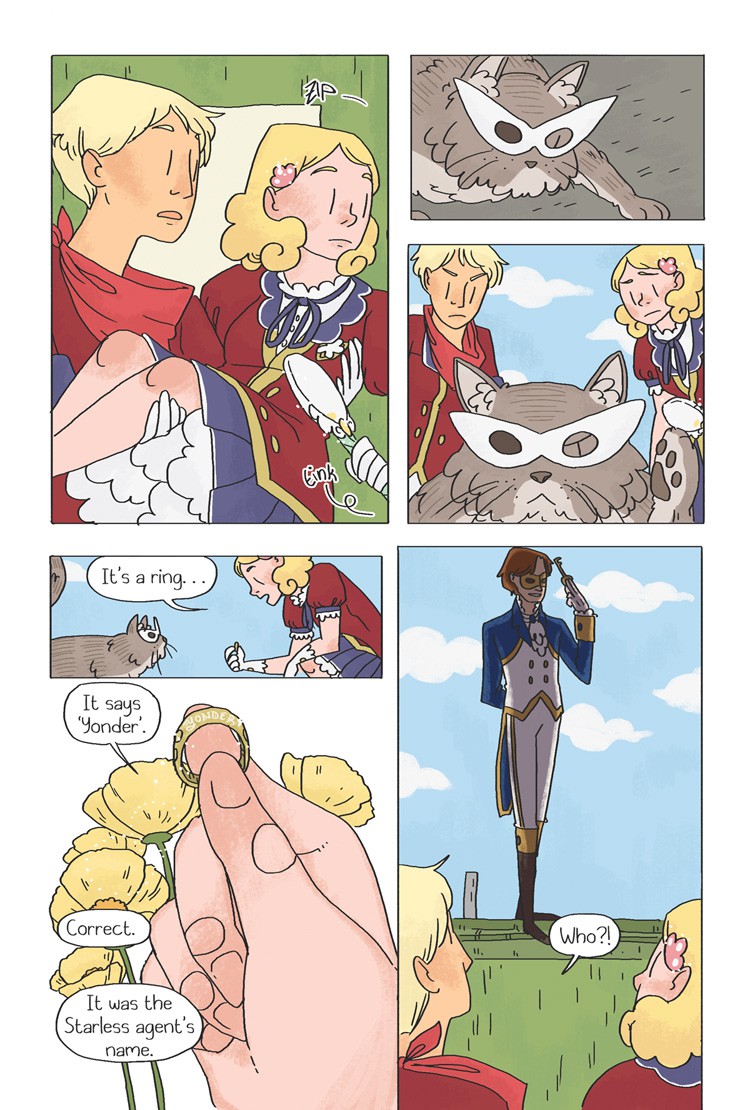 ZIP
tink
It's a ring...
It says
'Yonder'.
YONDER
Correct.
It was the
Starless agent's
name.
Who?!